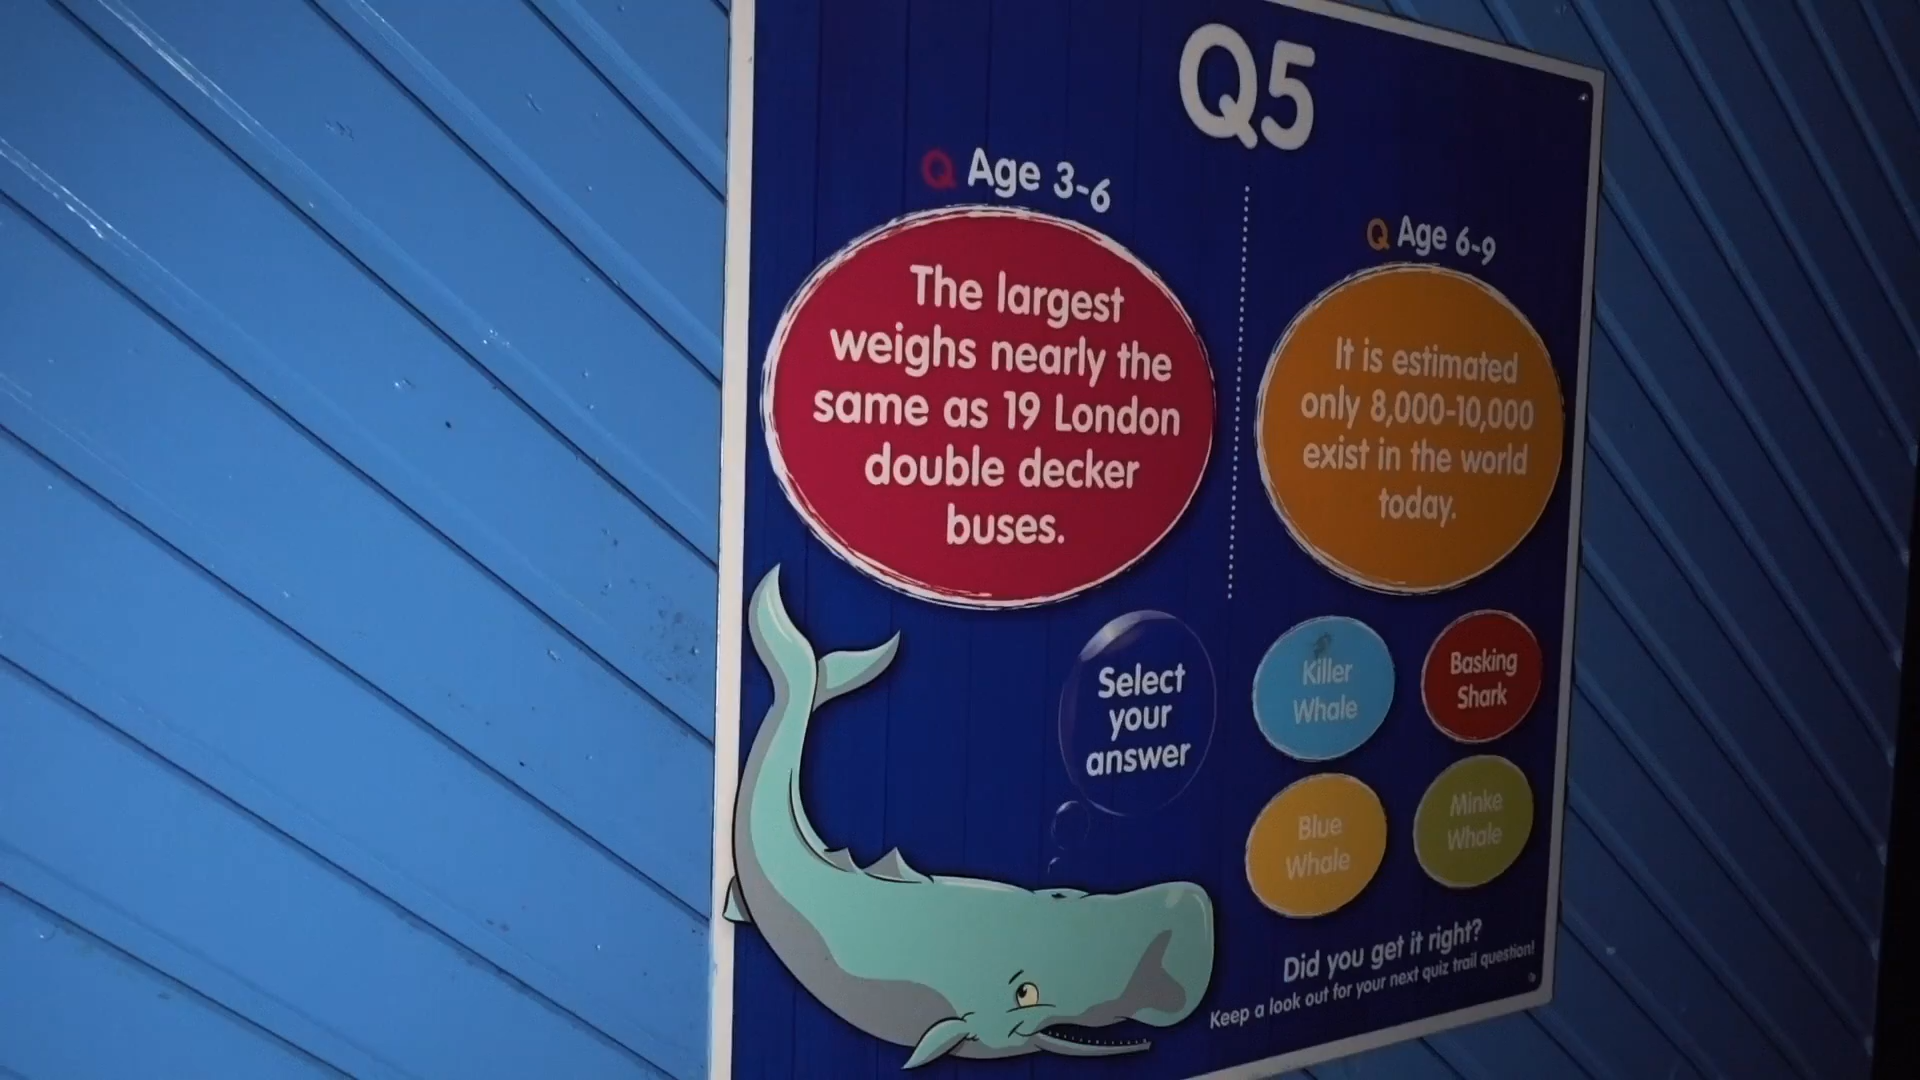 Q5
Q Age 3-6
The largest
weighs nearly the
same as 19 London
double decker
buses.
Q Age 6-9
It is estimated
only 8,000-10,000
exist in the world
today.
Select
your
answer
Killer
Whale
Basking
Shark
Blue
Whale
Minke
Whale
Did you get it right?
Keep a look out for your next quiz trail question!